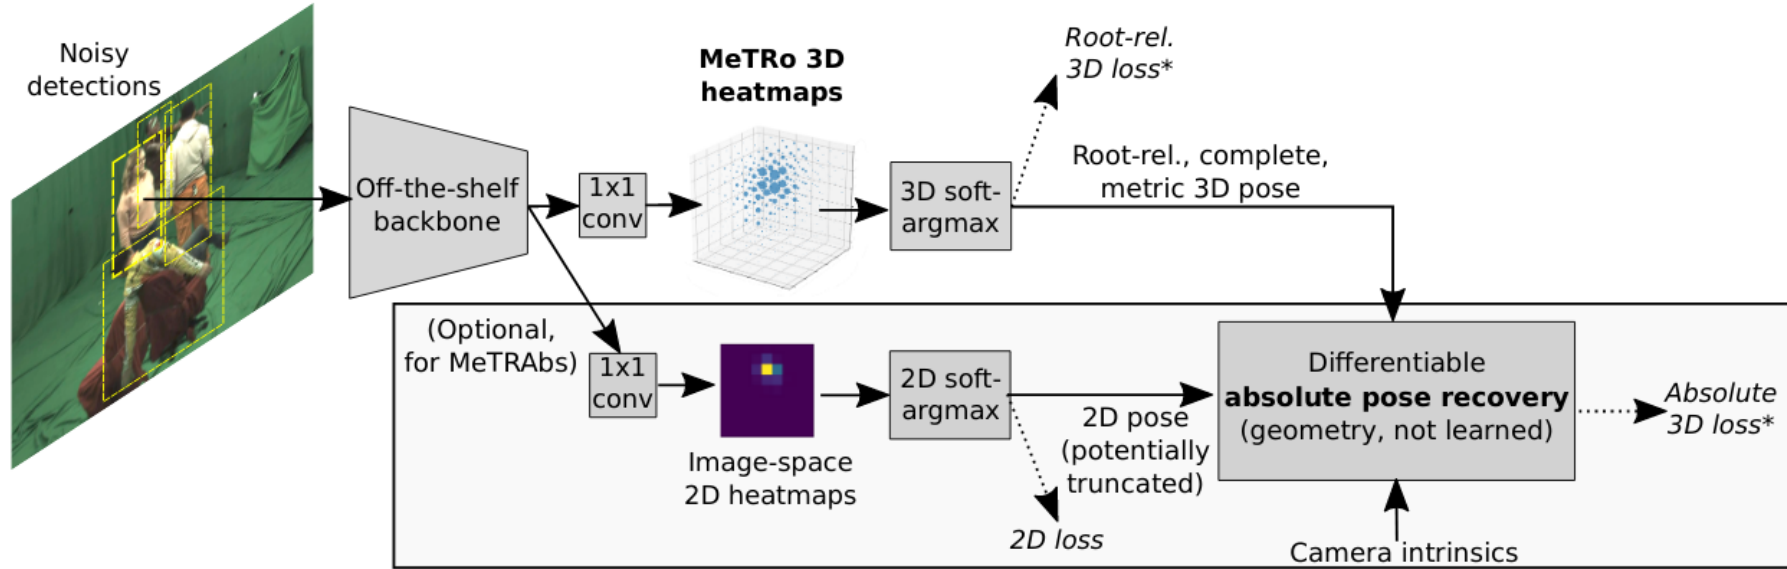 Noisy
detections
Off-the-shelf
backbone
1x1
conv
MeTRo 3D
heatmaps
3D soft-
argmax
Root-rel.
3D loss*
Root-rel., complete,
metric 3D pose
(Optional,
for MeTRAbs)
1x1
conv
Image-space
2D heatmaps
2D soft-
argmax
2D pose
(potentially
truncated)
2D loss
Differentiable
absolute pose recovery
(geometry, not learned)
Absolute
3D loss*
Camera intrinsics